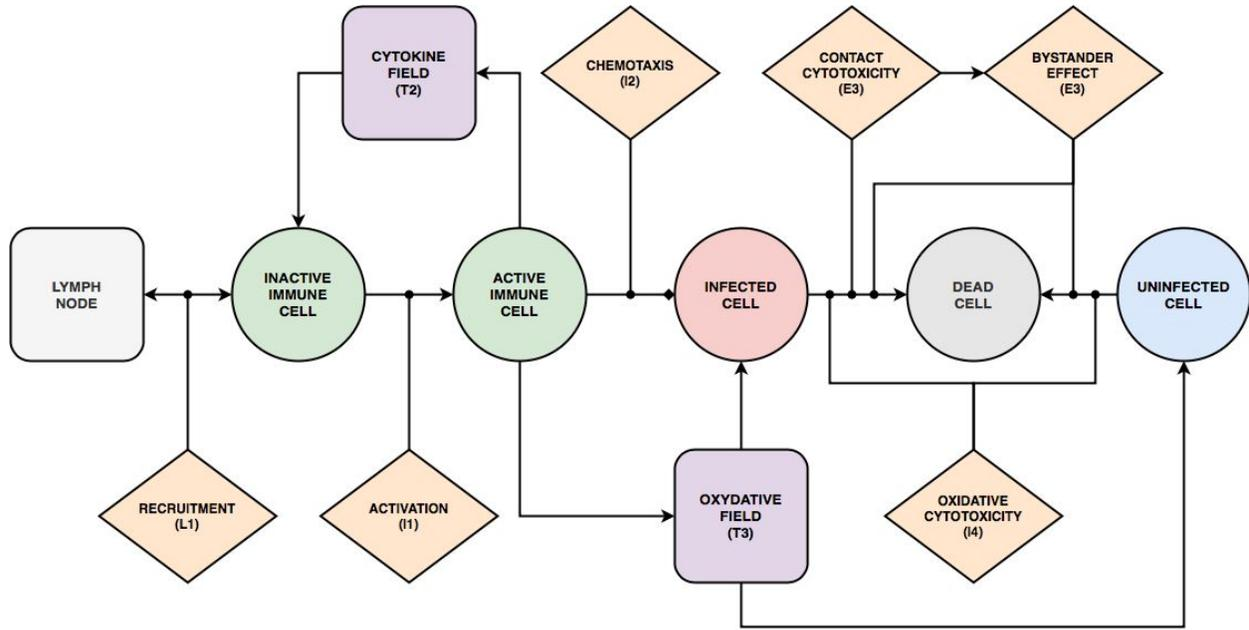 CYTOKINE
FIELD
(T2)
CHEMOTAXIS
(I2)
CONTACT
CYTOTOXICITY
(E3)
BYSTANDER
EFFECT
(E3)
LYMPH
NODE
INACTIVE
IMMUNE
CELL
ACTIVE
IMMUNE
CELL
INFECTED
CELL
DEAD
CELL
UNINFECTED
CELL
RECRUITMENT
(L1)
ACTIVATION
(I1)
OXYDATIVE
FIELD
(T3)
OXIDATIVE
CYTOTOXICITY
(I4)